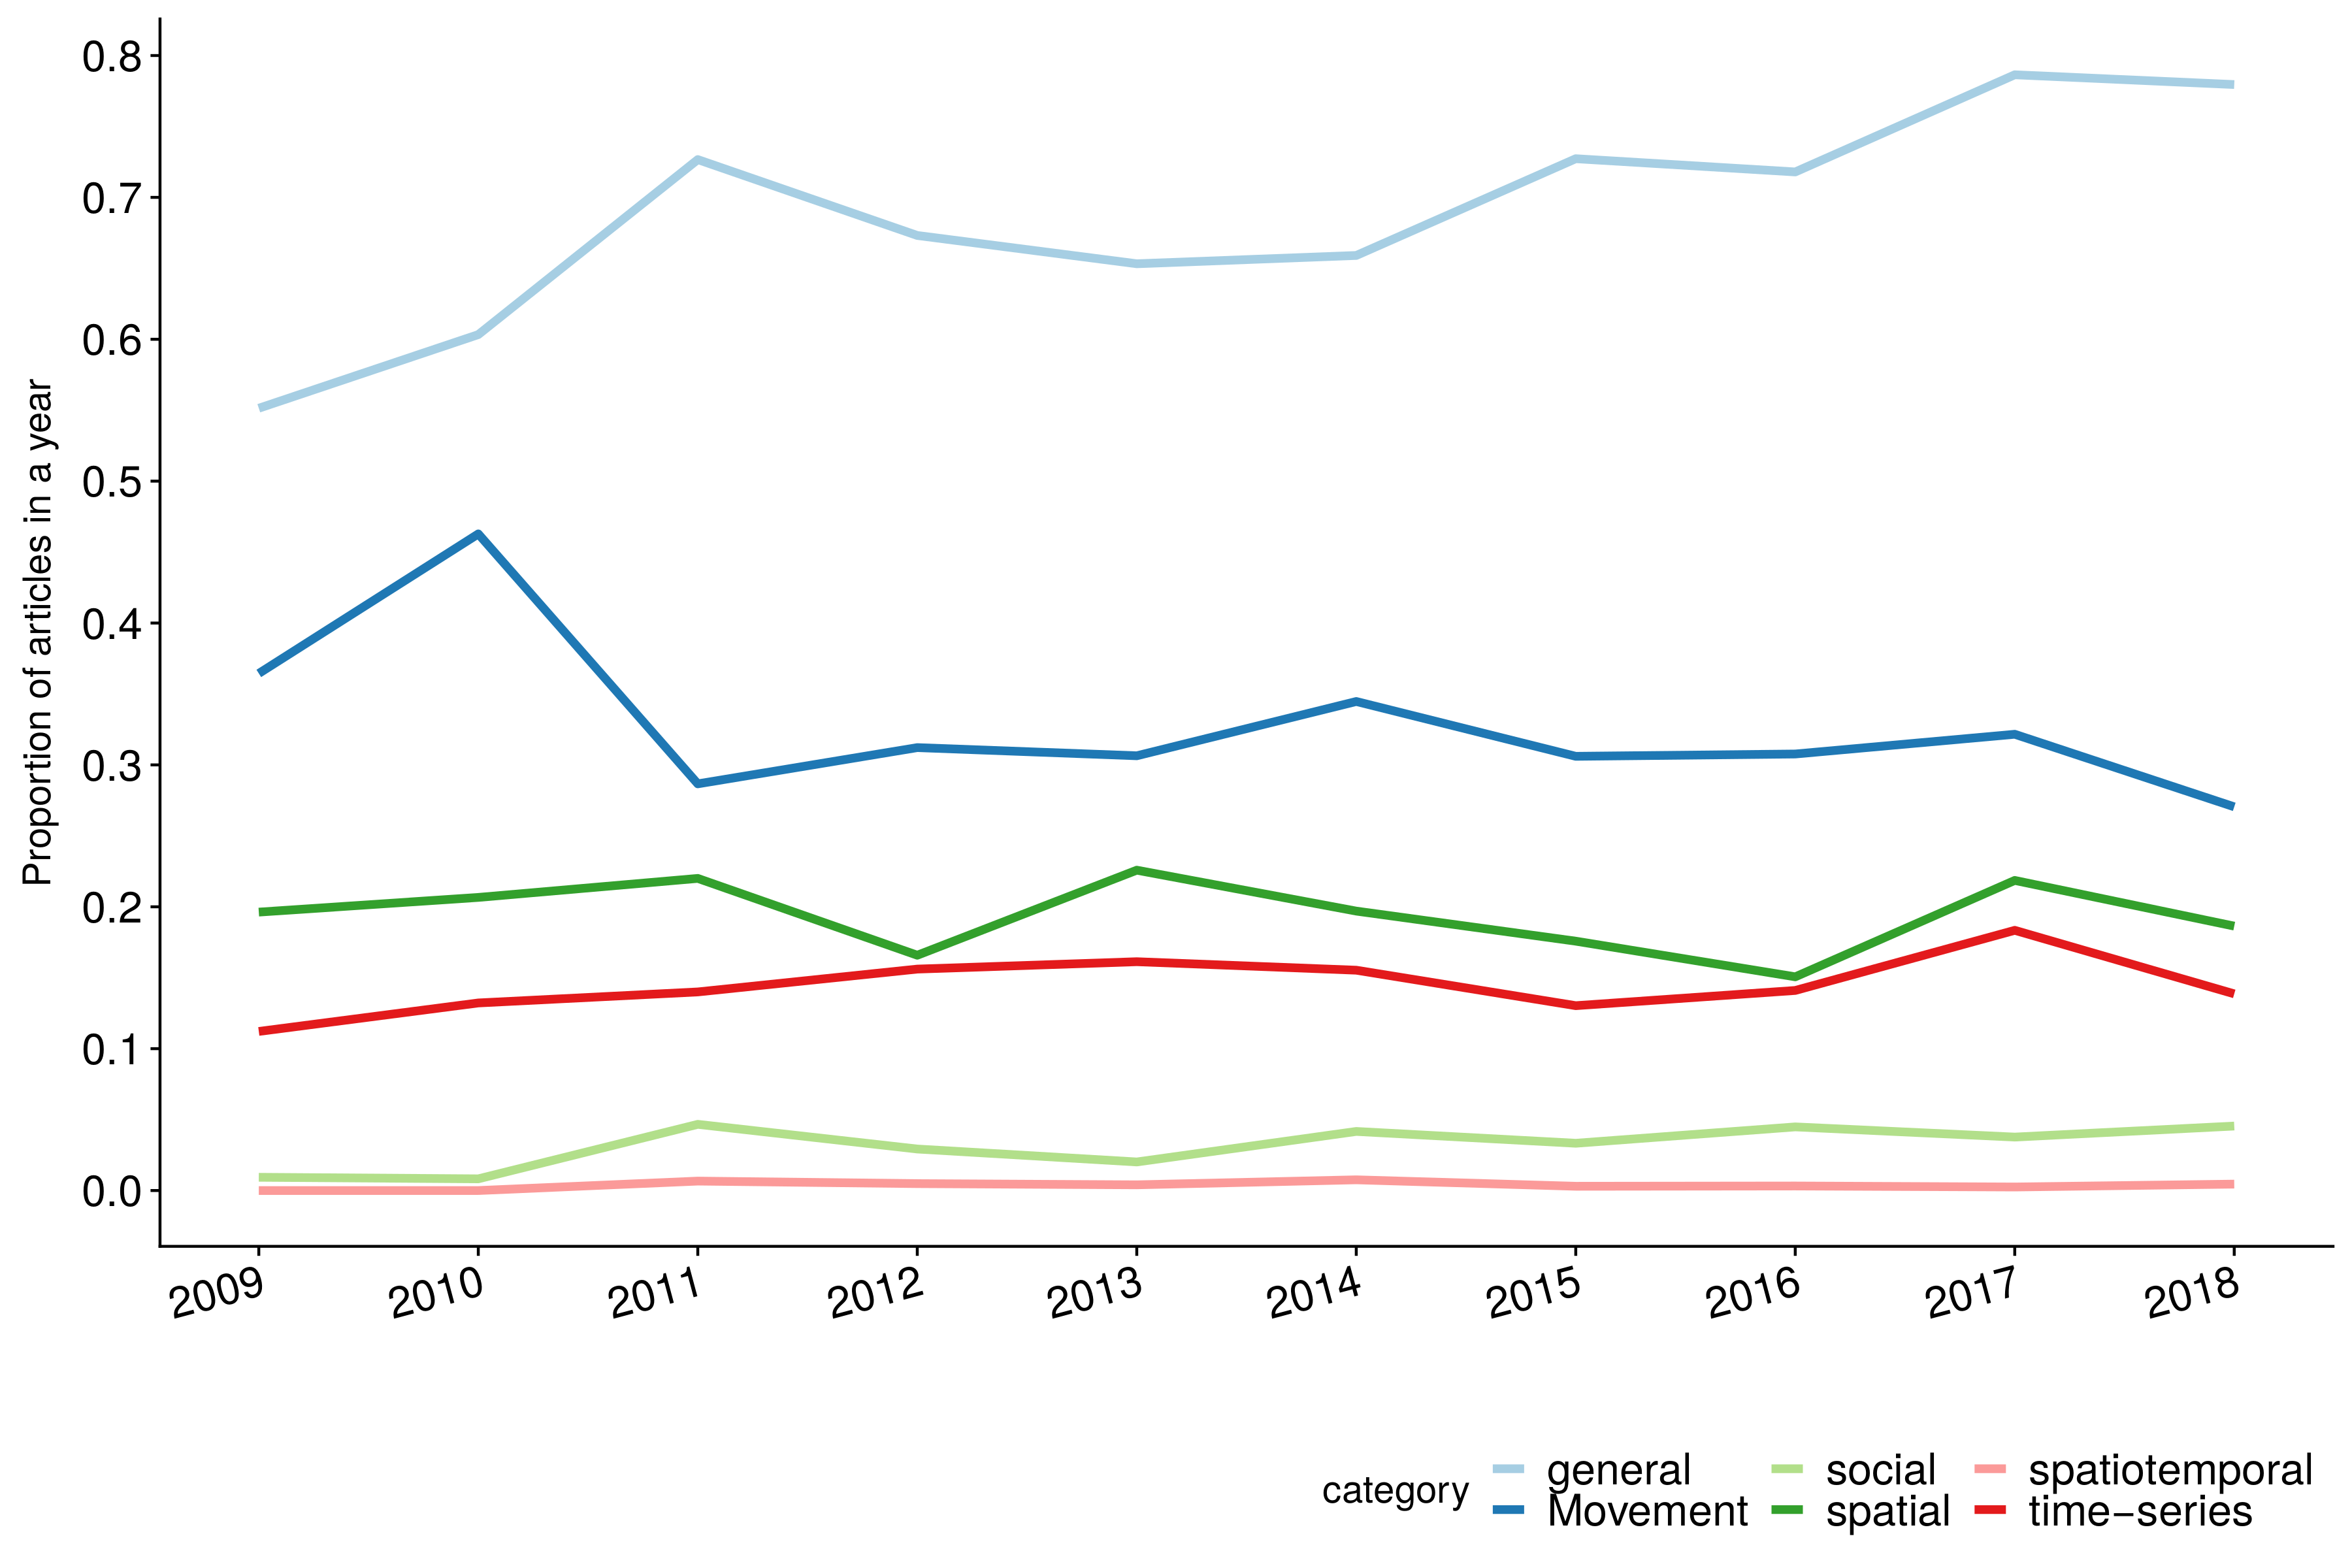 Proportion of articles in a year
0.8
0.7
0.6
0.5
0.4
0.3
0.2
0.1
0.0
2009 2010 2011 2012 2013 2014 2015 2016 2017 2018
category
general social spatiotemporal
Movement spatial time−series